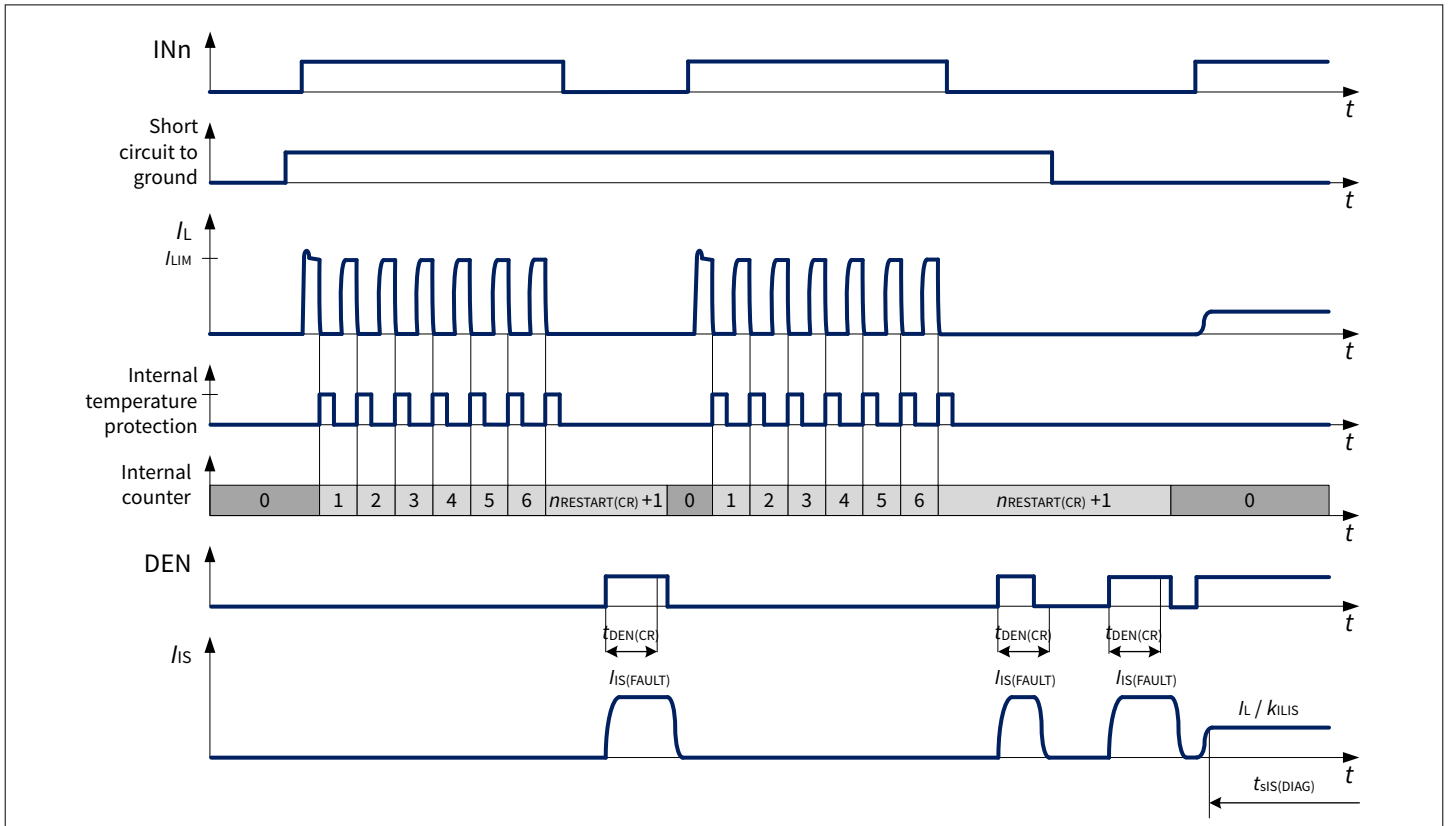 INn
t
Short
circuit to
ground
t
IL
ILIM
t
Internal
temperature
protection
t
Internal
counter
0 1 2 3 4 5 6 nRESTART(CR) +1 0 1 2 3 4 5 6 nRESTART(CR) +1 0
t
DEN
t
tDEN(CR) tDEN(CR) tDEN(CR)
IIS
IIS(FAULT) IIS(FAULT) IIS(FAULT)
IL / kILIS
t
tsIS(DIAG)